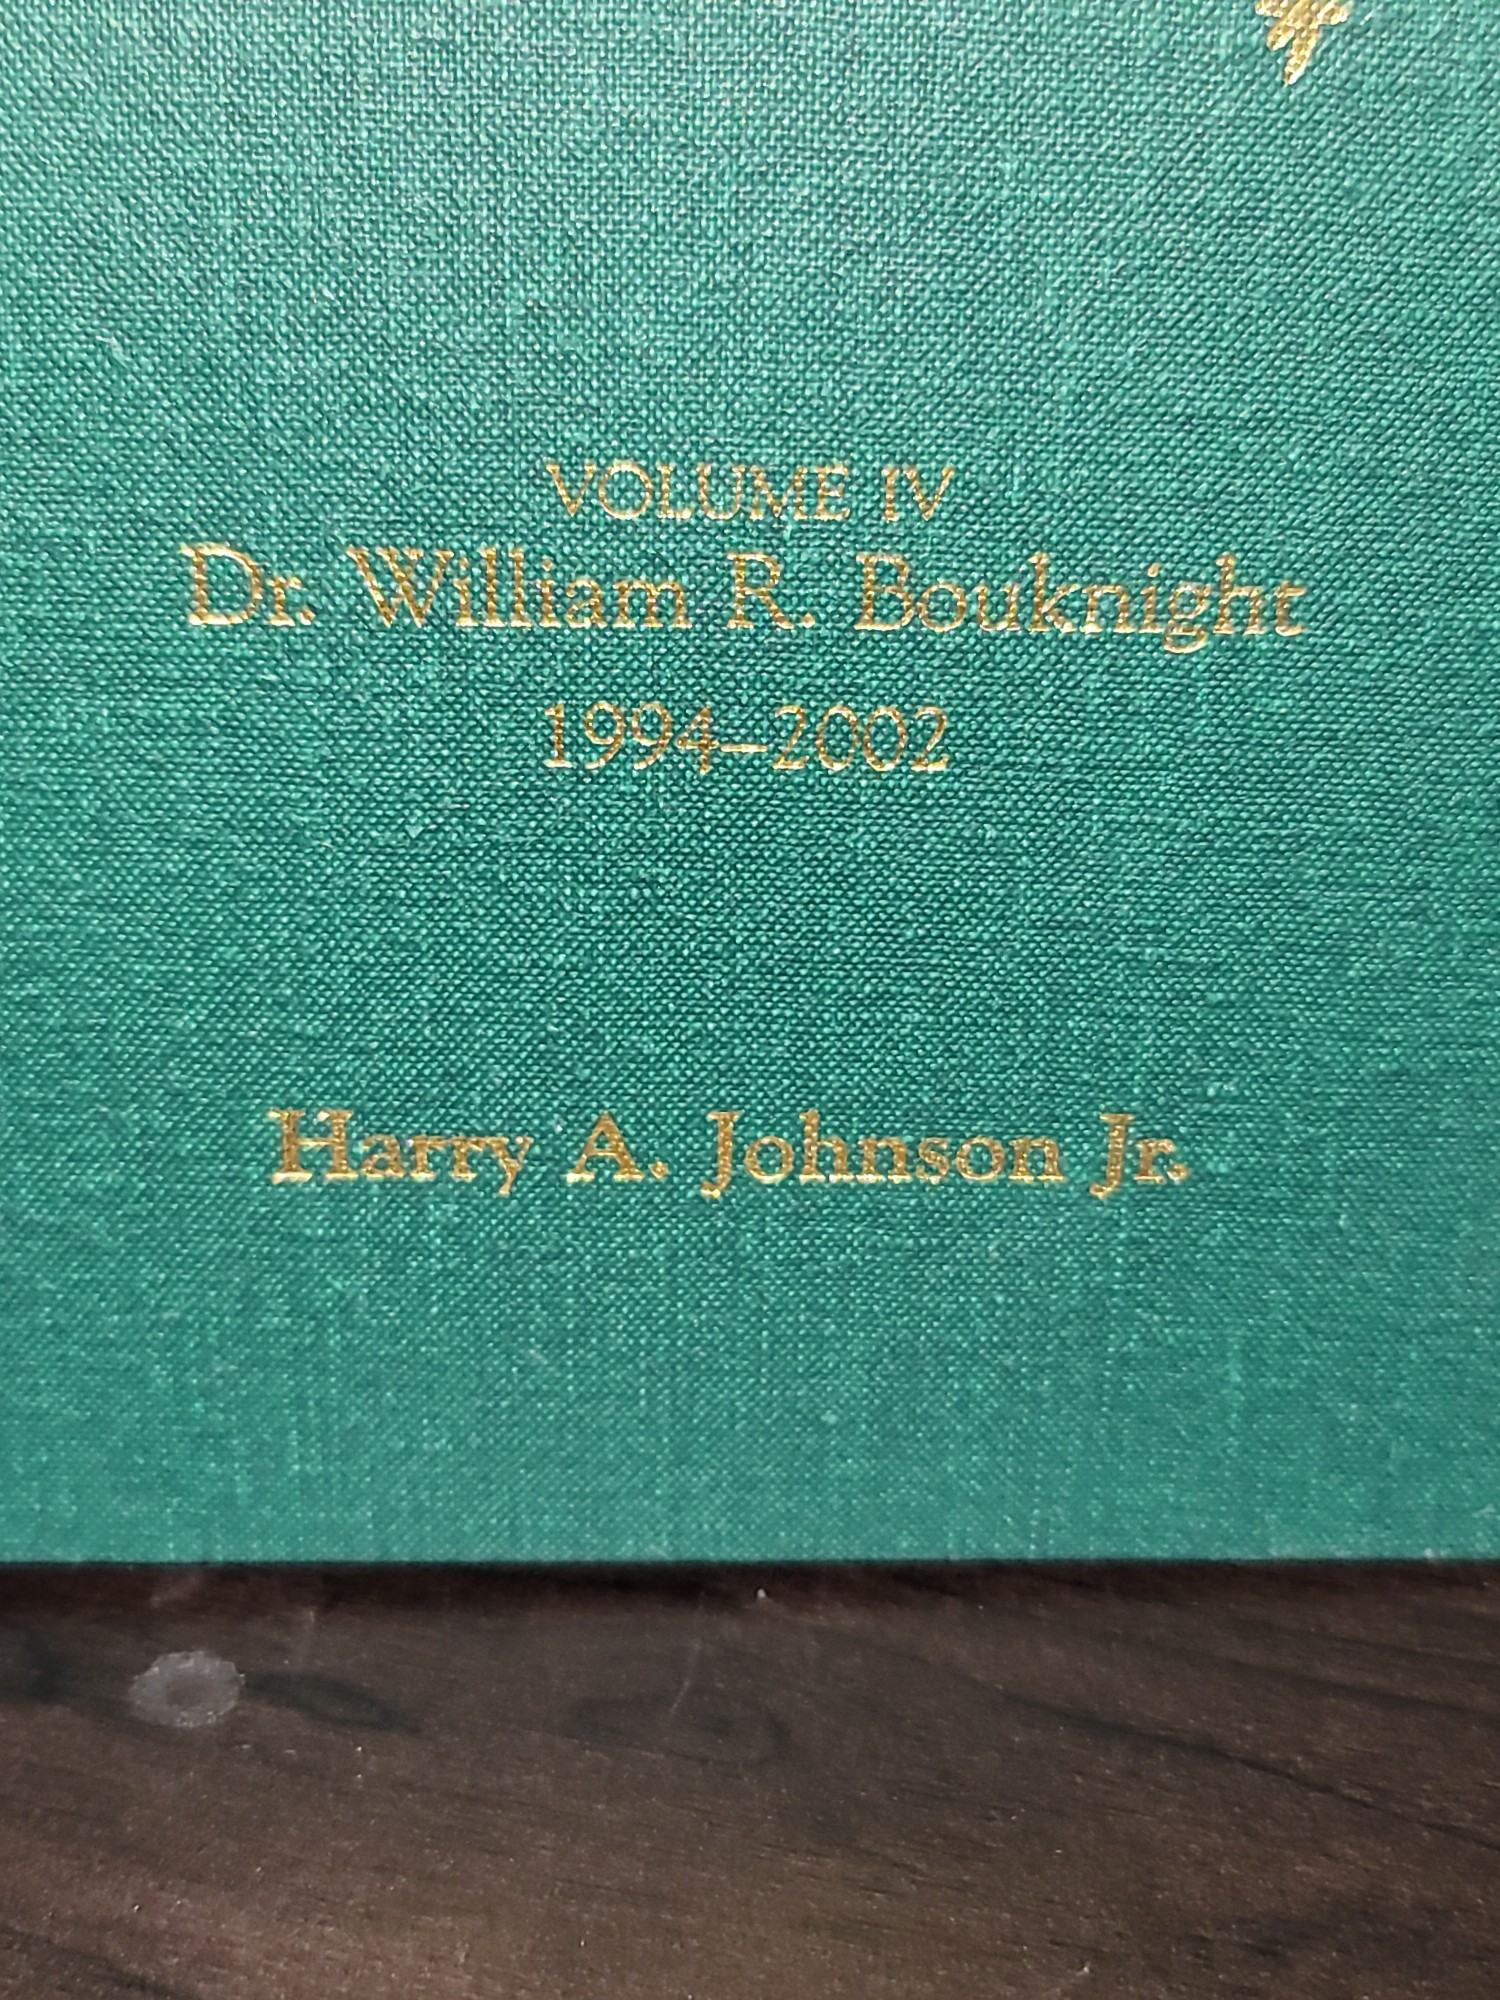 VOLUME IV
Dr. William R. Bouknight
1994–2002
Harry A. Johnson Jr.